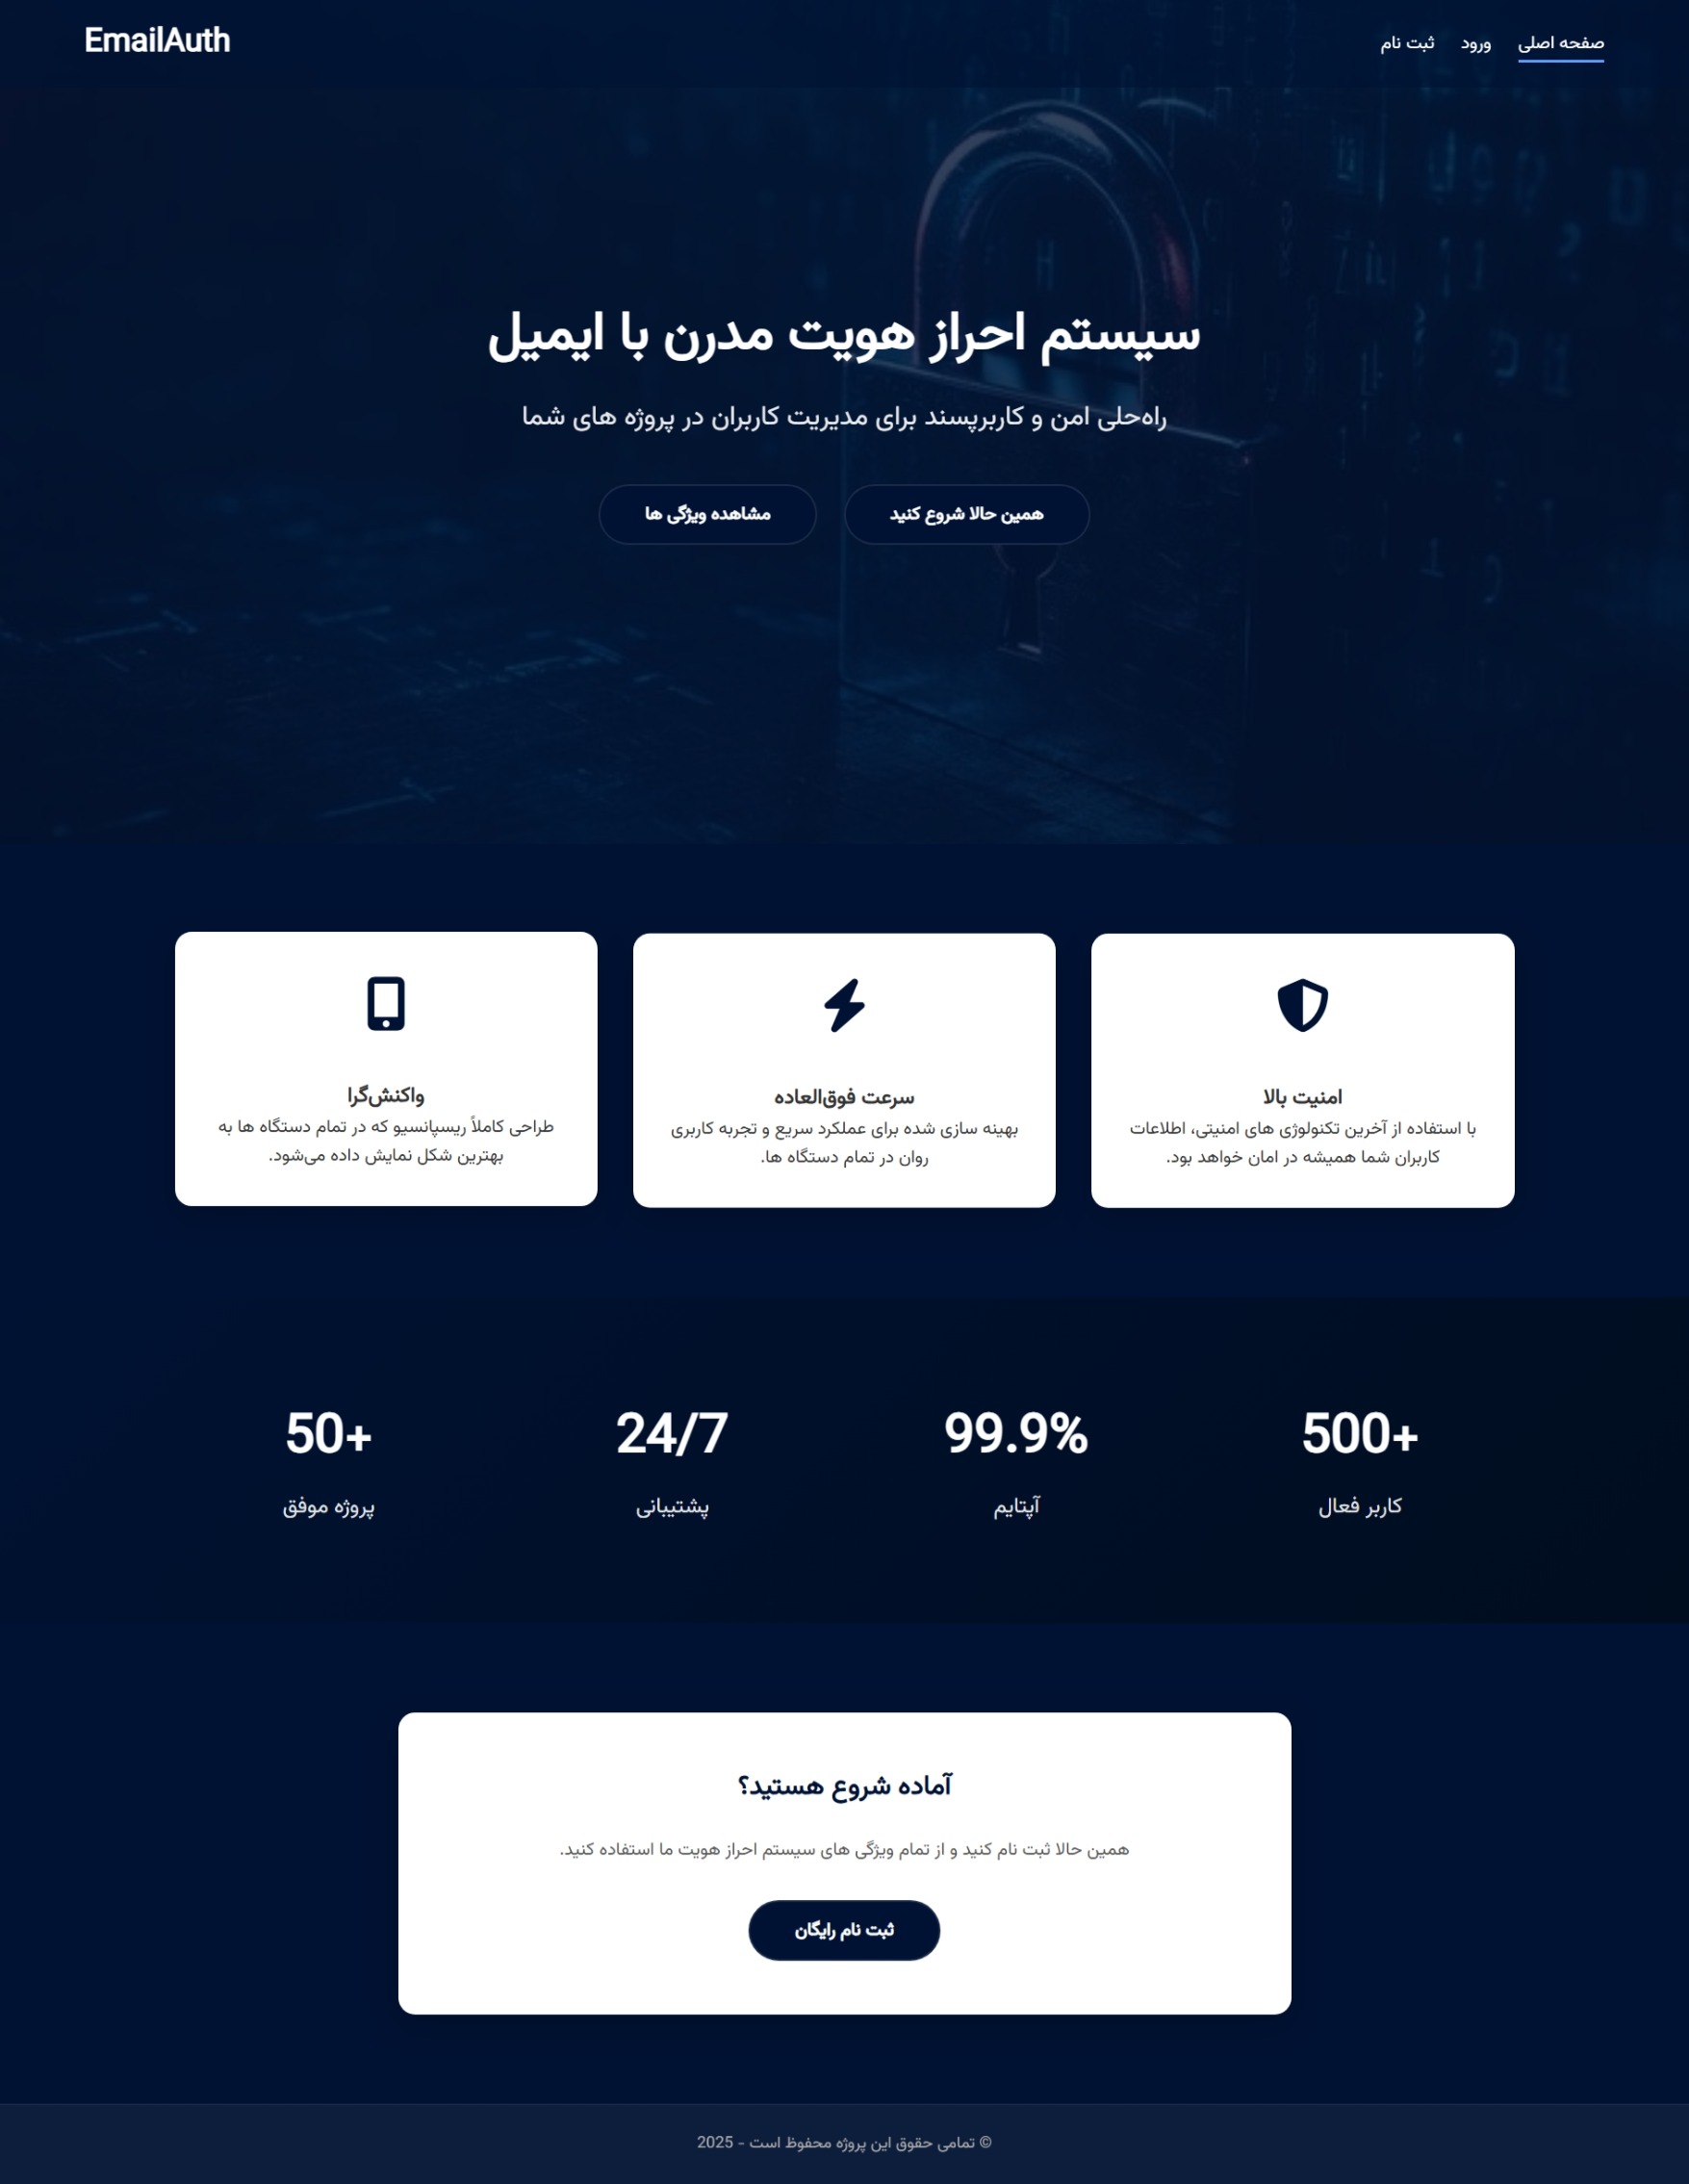 صفحه اصلی
ورود
ثبت نام
EmailAuth
سیستم احراز هویت مدرن با ایمیل
راه‌حلی امن و کاربرپسند برای مدیریت کاربران در پروژه های شما
همین حالا شروع کنید
مشاهده ویژگی ها
امنیت بالا
با استفاده از آخرین تکنولوژی های امنیتی، اطلاعات
کاربران شما همیشه در امان خواهد بود.
سرعت فوق‌العاده
بهینه سازی شده برای عملکرد سریع و تجربه کاربری
روان در تمام دستگاه ها.
واکنش‌گرا
طراحی کاملاً ریسپانسیو که در تمام دستگاه ها به
بهترین شکل نمایش داده می‌شود.
500+
کاربر فعال
99.9%
آپتایم
24/7
پشتیبانی
50+
پروژه موفق
آماده شروع هستید؟
همین حالا ثبت نام کنید و از تمام ویژگی های سیستم احراز هویت ما استفاده کنید.
ثبت نام رایگان
© تمامی حقوق این پروژه محفوظ است - 2025